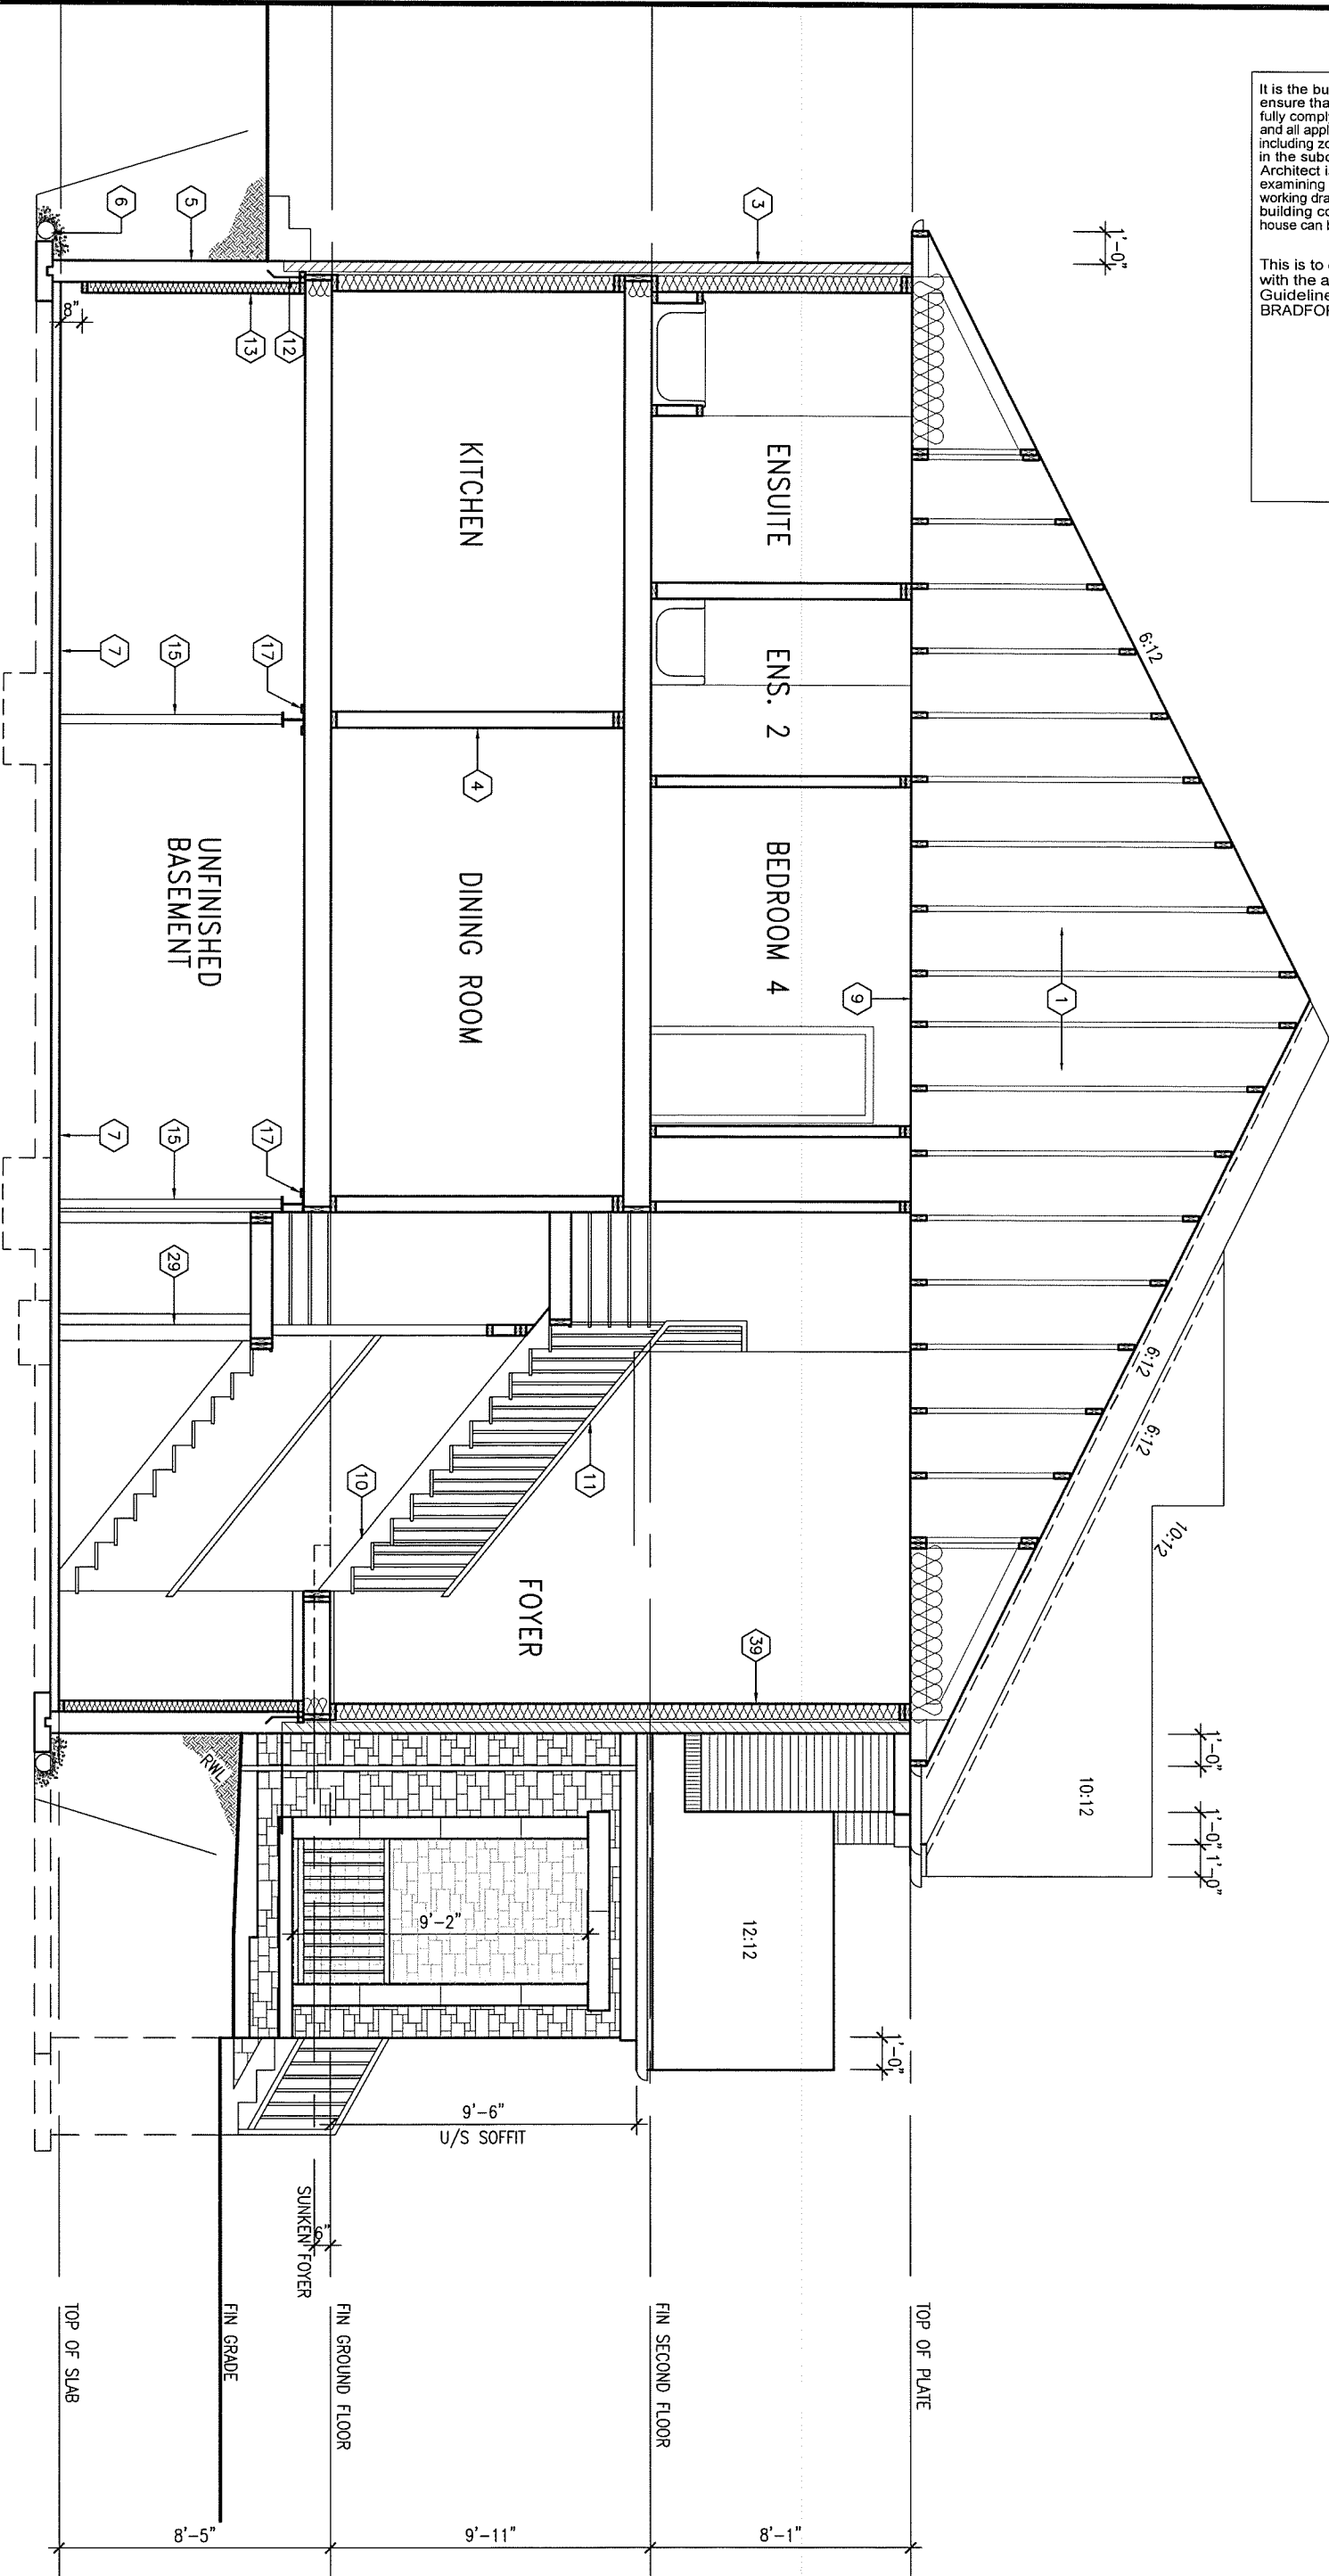 It is the bu
ensure tha
fully compl
and all appl
including zo
in the subd
Architect i
examining
working dra
building co
house can b
This is to
with the a
Guideline
BRADFO
1'-0"
3
5
6
8"
13
12
KITCHEN
ENSUITE
ENS. 2
BEDROOM 4
DINING ROOM
UNFINISHED
BASEMENT
FOYER
7
15
17
4
9
1
7
15
17
29
10
11
39
6:12
6:12
6:12
10:12
10:12
12:12
1'-0"
1'-0"
1'-0"
1'-0"
RWL
9'-2"
9'-6"
U/S SOFFIT
6"
SUNKEN FOYER
TOP OF PLATE
FIN SECOND FLOOR
FIN GROUND FLOOR
FIN GRADE
TOP OF SLAB
8'-5"
9'-11"
8'-1"